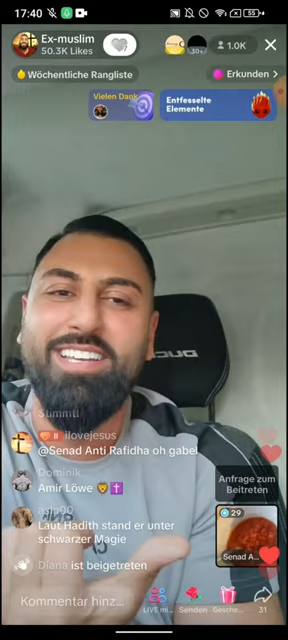 17:40
55
Ex-muslim
50.3K Likes
30+
1.0K
Wöchentliche Rangliste
Erkunden >
Vielen Dank
Entfesselte
Elemente
ilovejesus
@Senad Anti Rafidha oh gabel
Dominik
Amir Löwe 🦁✝️
Laut Hadith stand er unter
schwarzer Magie
Diana ist beigetreten
Anfrage zum
Beitreten
29
Senad A...
Kommentar hinz...
LIVE mi...
Senden
Gesche...
31